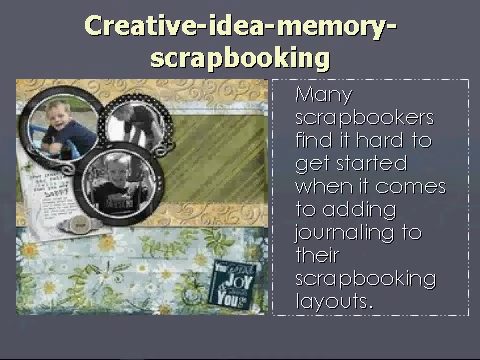 Creative-idea-memory-
scrapbooking
Many
scrapbookers
find it hard to
get started
when it comes
to adding
journaling to
their
scrapbooking
layouts.
JOY
YOU